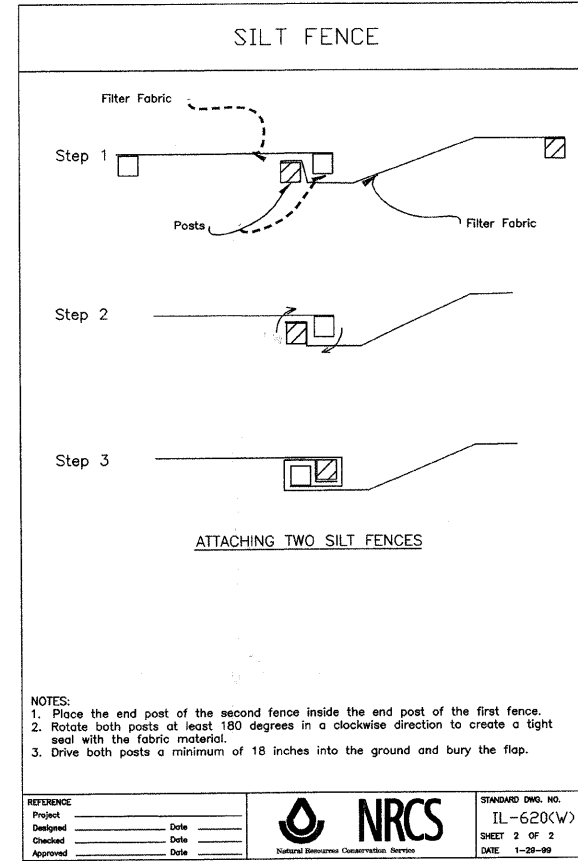 SILT FENCE
Filter Fabric
Step 1
Posts
Filter Fabric
Step 2
Step 3
ATTACHING TWO SILT FENCES
NOTES:
1. Place the end post of the second fence inside the end post of the first fence.
2. Rotate both posts at least 180 degrees in a clockwise direction to create a tight
seal with the fabric material.
3. Drive both posts a minimum of 18 inches into the ground and bury the flap.
REFERENCE
Project
Designed Date
Checked Date
Approved Date
NRCS
Natural Resources Conservation Service
STANDARD DWG. NO.
IL-620(W)
SHEET 2 OF 2
DATE 1-29-99